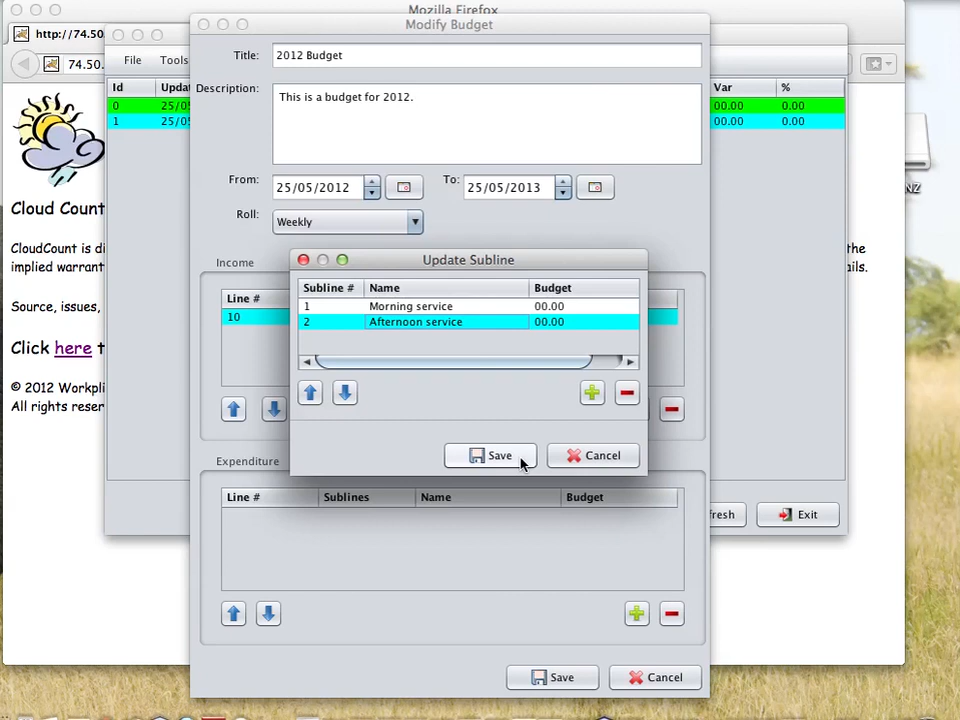 Mozilla Firefox
Modify Budget
http://74.50.
74.50.
File Tools
Title: 2012 Budget
Description: This is a budget for 2012.
From: 25/05/2012 To: 25/05/2013
Roll: Weekly
Id Var %
0 25/05 00.00 0.00
1 25/05 00.00 0.00
NZ
Cloud Count
CloudCount is di
implied warrant ails.
Source, issues,
Click here t
© 2012 Workpli
All rights reser
Income
Line #
10
Update Subline
Subline # Name Budget
1 Morning service 00.00
2 Afternoon service 00.00
Save Cancel
Expenditure
Line # Sublines Name Budget
fresh Exit
Save Cancel